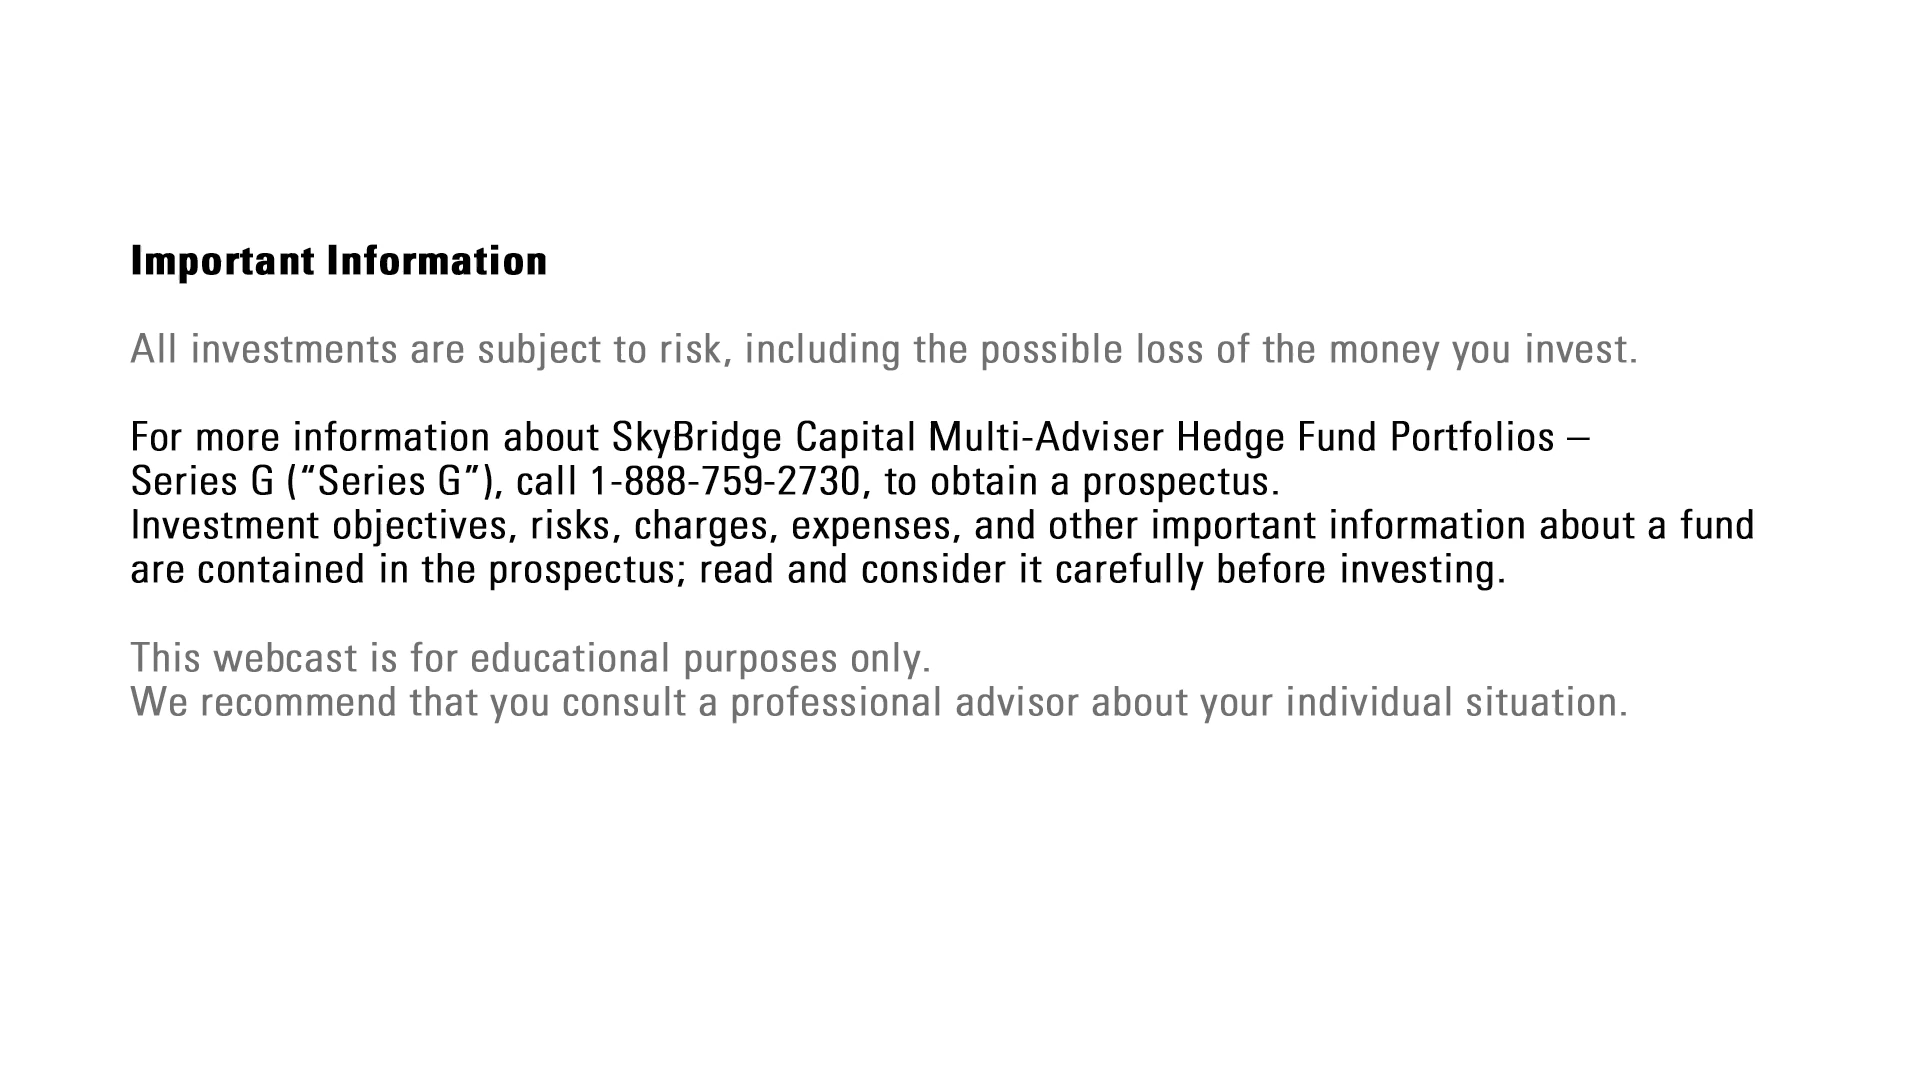 Important Information
All investments are subject to risk, including the possible loss of the money you invest.
For more information about SkyBridge Capital Multi-Adviser Hedge Fund Portfolios –
Series G (“Series G”), call 1-888-759-2730, to obtain a prospectus.
Investment objectives, risks, charges, expenses, and other important information about a fund
are contained in the prospectus; read and consider it carefully before investing.
This webcast is for educational purposes only.
We recommend that you consult a professional advisor about your individual situation.